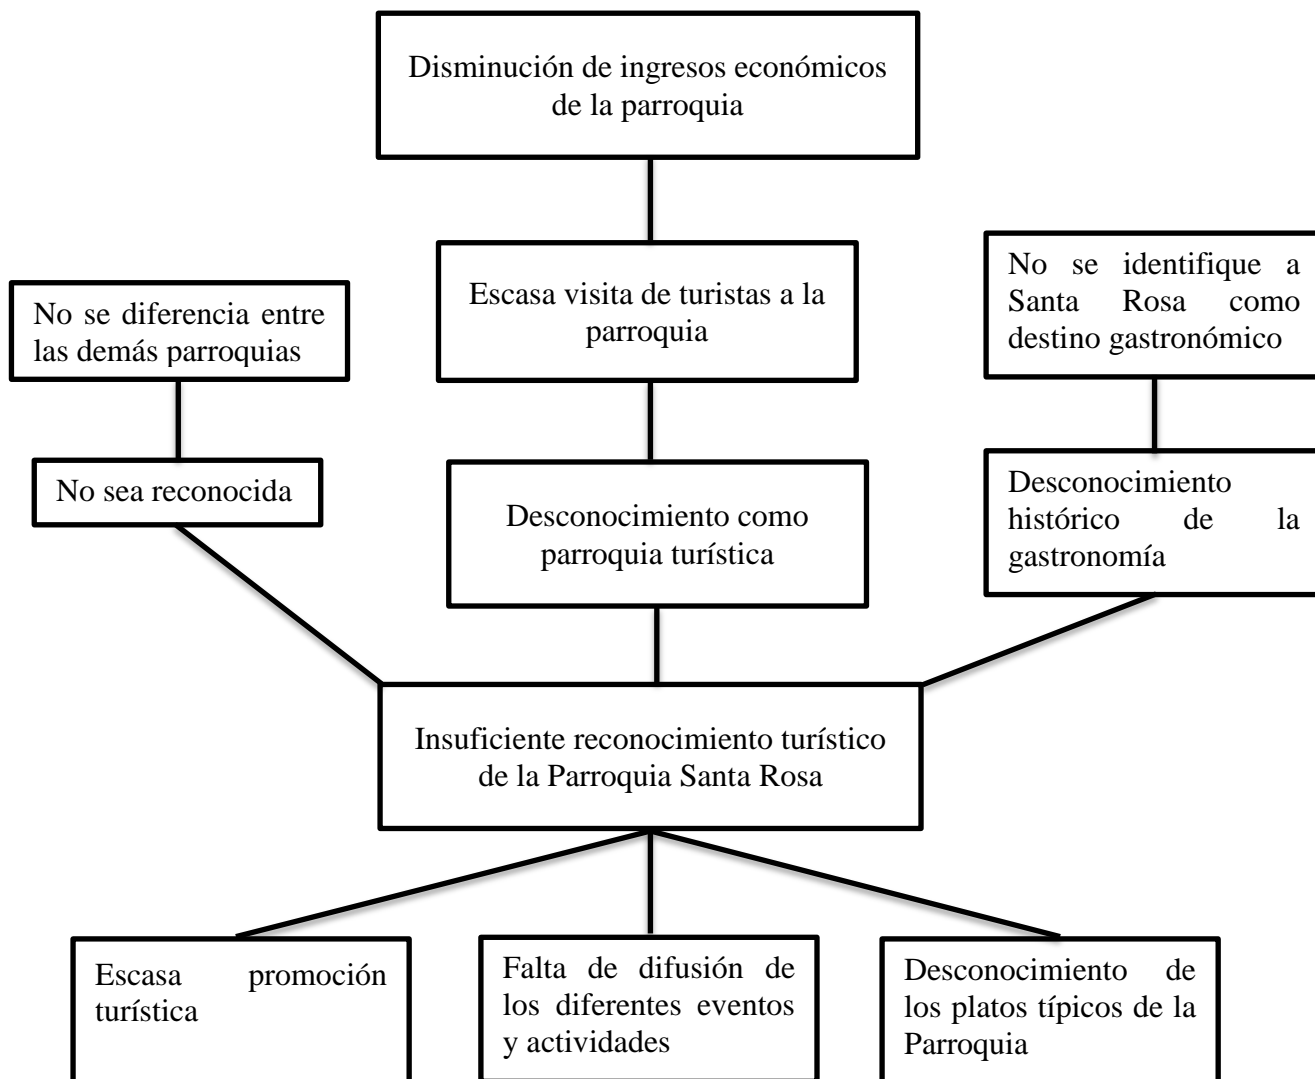 Disminución de ingresos económicos
de la parroquia
Escasa visita de turistas a la
parroquia
No se identifique a
Santa Rosa como
destino gastronómico
No se diferencia entre
las demás parroquias
No sea reconocida
Desconocimiento como
parroquia turística
Desconocimiento
histórico de la
gastronomía
Insuficiente reconocimiento turístico
de la Parroquia Santa Rosa
Escasa promoción
turística
Falta de difusión de
los diferentes eventos
y actividades
Desconocimiento de
los platos típicos de la
Parroquia